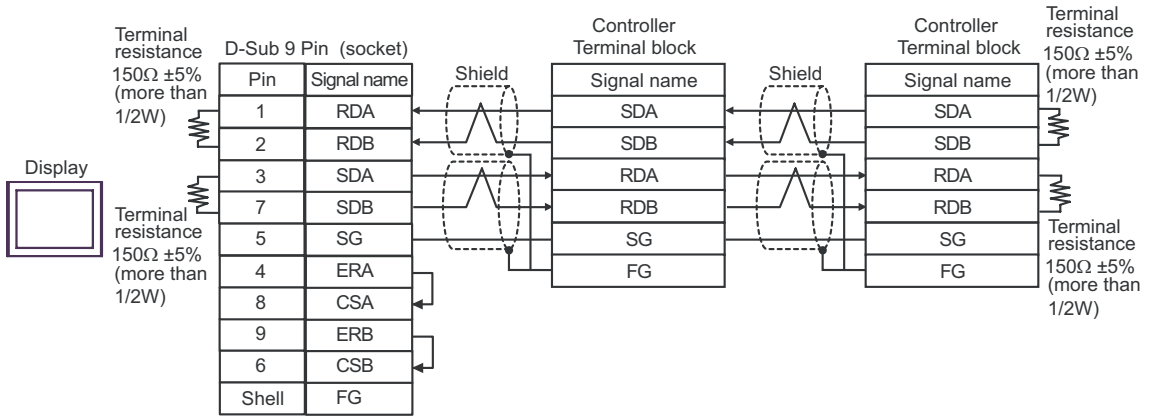 Terminal
resistance
150Ω ±5%
(more than
1/2W)
D-Sub 9 Pin (socket)
Pin Signal name
1 RDA
2 RDB
3 SDA
7 SDB
5 SG
4 ERA
8 CSA
9 ERB
6 CSB
Shell FG
Display
Terminal
resistance
150Ω ±5%
(more than
1/2W)
Shield
Controller
Terminal block
Signal name
SDA
SDB
RDA
RDB
SG
FG
Shield
Controller
Terminal block
Signal name
SDA
SDB
RDA
RDB
SG
FG
Terminal
resistance
150Ω ±5%
(more than
1/2W)
Terminal
resistance
150Ω ±5%
(more than
1/2W)